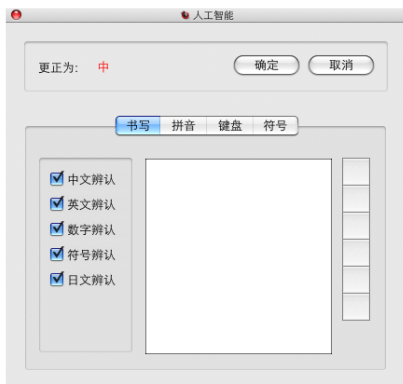 人工智能
更正为: 中 确定 取消
书写 拼音 键盘 符号
中文辨认
英文辨认
数字辨认
符号辨认
日文辨认